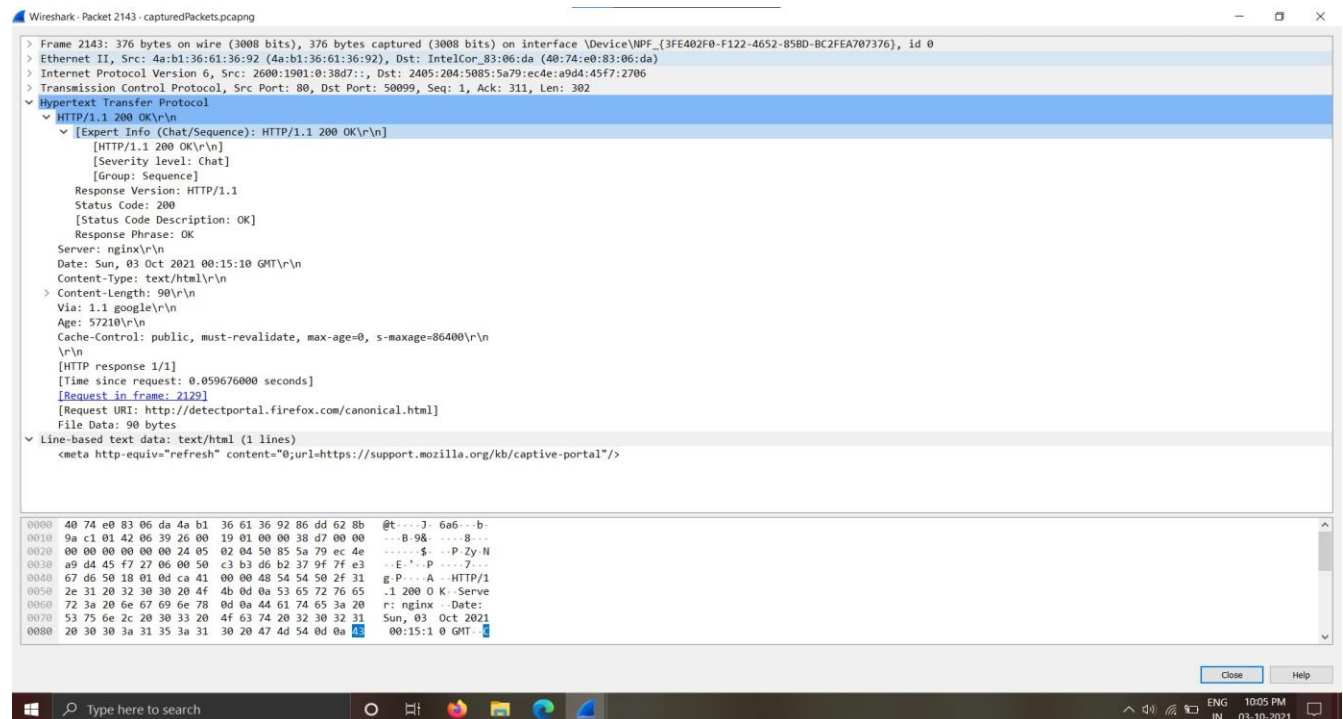 Wireshark · Packet 2143 · capturedPackets.pcapng
> Frame 2143: 376 bytes on wire (3008 bits), 376 bytes captured (3008 bits) on interface \Device\NPF_{3FE402F0-F122-4652-85BD-BC2FEA707376}, id 0
> Ethernet II, Src: 4a:b1:36:61:36:92 (4a:b1:36:61:36:92), Dst: IntelCor_83:06:da (40:74:e0:83:06:da)
> Internet Protocol Version 6, Src: 2600:1901:0:38d7::, Dst: 2405:204:5085:5a79:ec4e:a9d4:45f7:2706
> Transmission Control Protocol, Src Port: 80, Dst Port: 50099, Seq: 1, Ack: 311, Len: 302
Hypertext Transfer Protocol
HTTP/1.1 200 OK\r\n
[Expert Info (Chat/Sequence): HTTP/1.1 200 OK\r\n]
[HTTP/1.1 200 OK\r\n]
[Severity level: Chat]
[Group: Sequence]
Response Version: HTTP/1.1
Status Code: 200
[Status Code Description: OK]
Response Phrase: OK
Server: nginx\r\n
Date: Sun, 03 Oct 2021 00:15:10 GMT\r\n
Content-Type: text/html\r\n
> Content-Length: 90\r\n
Via: 1.1 google\r\n
Age: 57210\r\n
Cache-Control: public, must-revalidate, max-age=0, s-maxage=86400\r\n
\r\n
[HTTP response 1/1]
[Time since request: 0.059676000 seconds]
[Request in frame: 2129]
[Request URI: http://detectportal.firefox.com/canonical.html]
File Data: 90 bytes
Line-based text data: text/html (1 lines)
<meta http-equiv="refresh" content="0;url=https://support.mozilla.org/kb/captive-portal"/>
0000 40 74 e0 83 06 da 4a b1 36 61 36 92 86 dd 62 8b @t····J· 6a6···b·
0010 9a c1 01 42 06 39 26 00 19 01 00 00 38 d7 00 00 ···B·9&· ····8···
0020 00 00 00 00 00 00 24 05 02 04 50 85 5a 79 ec 4e ······$· ··P·Zy·N
0030 a9 d4 45 f7 27 06 00 50 c3 b3 d6 b2 37 9f 7f e3 ··E·'··P ····7···
0040 67 d6 50 18 01 0d ca 41 00 00 48 54 54 50 2f 31 g·P····A ··HTTP/1
0050 2e 31 20 32 30 30 20 4f 4b 0d 0a 53 65 72 76 65 .1 200 O K··Serve
0060 72 3a 20 6e 67 69 6e 78 0d 0a 44 61 74 65 3a 20 r: nginx ··Date:
0070 53 75 6e 2c 20 30 33 20 4f 63 74 20 32 30 32 31 Sun, 03 Oct 2021
0080 20 30 30 3a 31 35 3a 31 30 20 47 4d 54 0d 0a 43 00:15:1 0 GMT··C
Close Help
Type here to search
ENG 10:05 PM
IN 03-10-2021